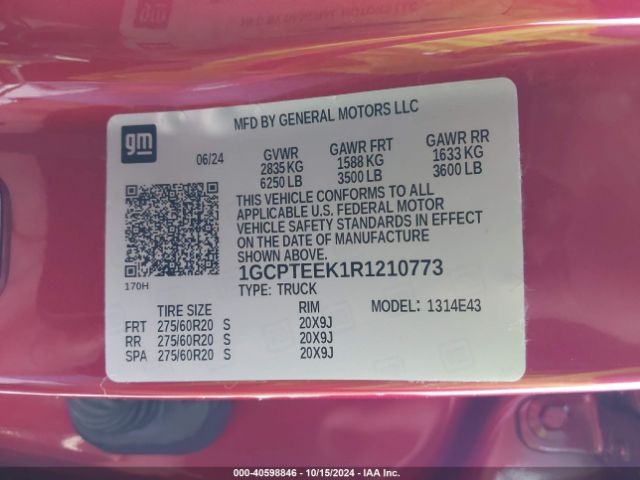 MFD BY GENERAL MOTORS LLC
gm
06/24
GVWR GAWR FRT GAWR RR
2835 KG 1588 KG 1633 KG
6250 LB 3500 LB 3600 LB
THIS VEHICLE CONFORMS TO ALL
APPLICABLE U.S. FEDERAL MOTOR
VEHICLE SAFETY STANDARDS IN EFFECT
ON THE DATE OF MANUFACTURE
SHOWN ABOVE.
1GCPTEEK1R1210773
170H
TYPE: TRUCK
TIRE SIZE RIM MODEL: 1314E43
FRT 275/60R20 S 20X9J
RR 275/60R20 S 20X9J
SPA 275/60R20 S 20X9J
000-40598846 / 10/15/2024 - IAA Inc.